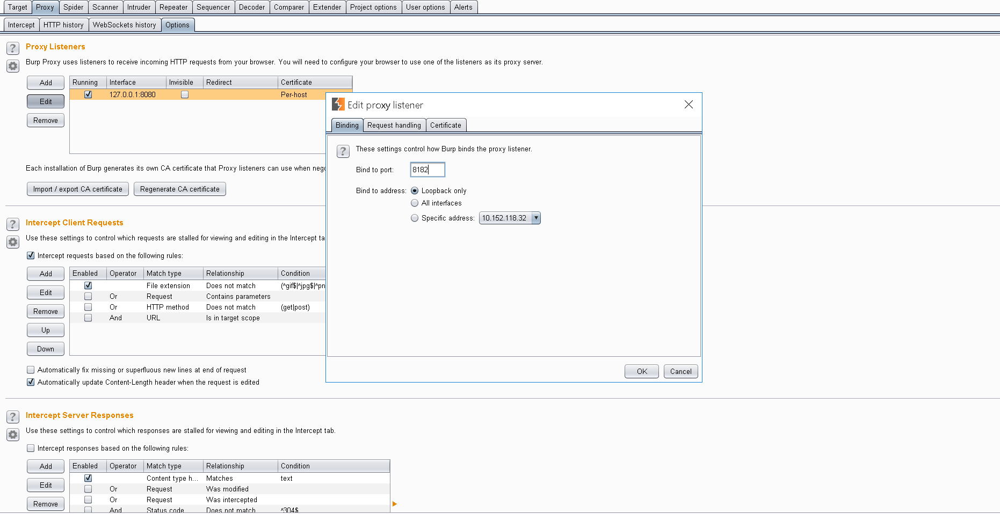 Target Proxy Spider Scanner Intruder Repeater Sequencer Decoder Comparer Extender Project options User options Alerts
Intercept HTTP history WebSockets history Options
? Proxy Listeners
Burp Proxy uses listeners to receive incoming HTTP requests from your browser. You will need to configure your browser to use one of the listeners as its proxy server.
Add
Edit
Remove
Running Interface Invisible Redirect Certificate
127.0.0.1:8080 Per-host
Each installation of Burp generates its own CA certificate that Proxy listeners can use when nego
Import / export CA certificate Regenerate CA certificate
? Intercept Client Requests
Use these settings to control which requests are stalled for viewing and editing in the Intercept ta
Intercept requests based on the following rules:
Add
Edit
Remove
Up
Down
Enabled Operator Match type Relationship Condition
File extension Does not match (^gif$|^jpg$|^pn
Or Request Contains parameters
Or HTTP method Does not match (get|post)
And URL Is in target scope
Automatically fix missing or superfluous new lines at end of request
Automatically update Content-Length header when the request is edited
? Intercept Server Responses
Use these settings to control which responses are stalled for viewing and editing in the Intercept tab.
Intercept responses based on the following rules:
Add
Edit
Remove
Enabled Operator Match type Relationship Condition
Content type h... Matches text
Or Request Was modified
Or Request Was intercepted
And Status code Does not match ^304$
Edit proxy listener
Binding Request handling Certificate
? These settings control how Burp binds the proxy listener.
Bind to port: 8182
Bind to address: Loopback only
All interfaces
Specific address: 10.152.118.32
OK Cancel